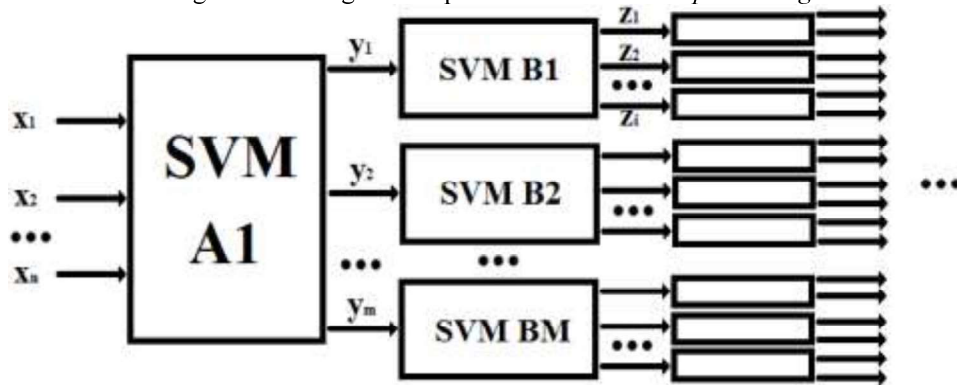 x1
x2
...
xn
SVM
A1
y1
y2
...
ym
SVM B1
SVM B2
...
SVM BM
z1
z2
...
zi
...
...
...